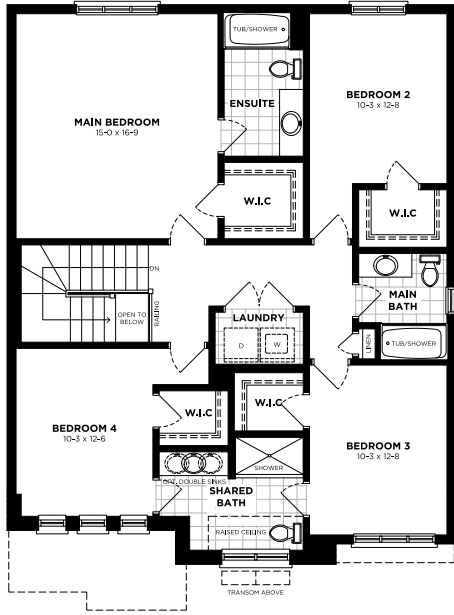 TUB/SHOWER
MAIN BEDROOM
15-0 x 16-9
ENSUITE
BEDROOM 2
10-3 x 12-8
W.I.C
W.I.C
DN
OPEN TO
BELOW
RAILING
LAUNDRY
D
W
MAIN
BATH
LINEN
TUB/SHOWER
BEDROOM 4
10-3 x 12-6
W.I.C
W.I.C
BEDROOM 3
10-3 x 12-8
SHOWER
OPT. DOUBLE SINKS
SHARED
BATH
RAISED CEILING
TRANSOM ABOVE